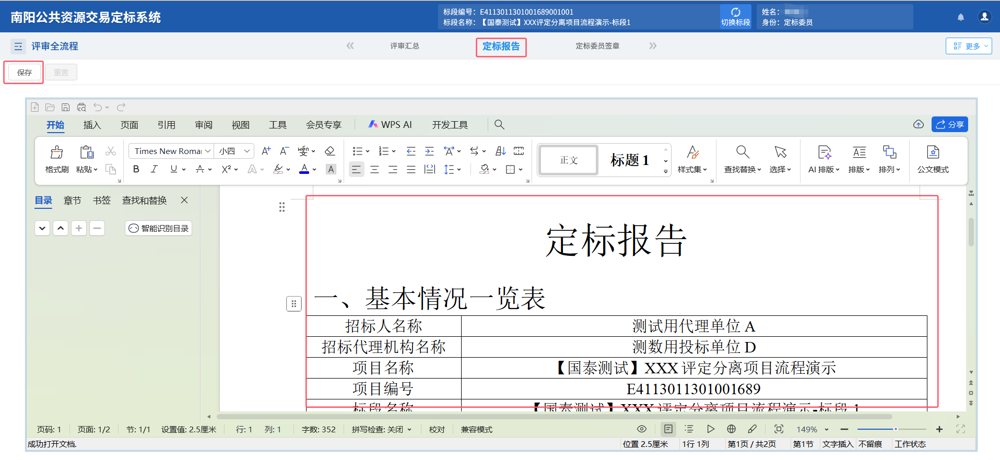 南阳公共资源交易定标系统
标段编号：E4113011301001689001001
标段名称：【国泰测试】XXX评定分离项目流程演示-标段1
切换标段
姓名：
身份：定标委员
评审全流程
评审汇总
定标报告
定标委员签章
更多
保存
重置
开始
插入
页面
引用
审阅
视图
工具
会员专享
WPS AI
开发工具
分享
格式刷
粘贴
Times New Roma
小四
正文
标题 1
样式集
查找替换
选择
AI 排版
排版
排列
公文模式
目录
章节
书签
查找和替换
智能识别目录
定标报告
一、基本情况一览表
招标人名称
测试用代理单位 A
招标代理机构名称
测数用投标单位 D
项目名称
【国泰测试】XXX 评定分离项目流程演示
项目编号
E4113011301001689
标段名称
【国泰测试】XXX 评定分离项目流程演示-标段 1
页码: 1
页面: 1/2
节: 1/1
设置值: 2.5厘米
行: 1
列: 1
字数: 352
拼写检查: 关闭
校对
兼容模式
149%
成功打开文档.
位置 2.5厘米
1行 1列
第1页 / 共2页
第1节
文字插入
不留痕
工作状态